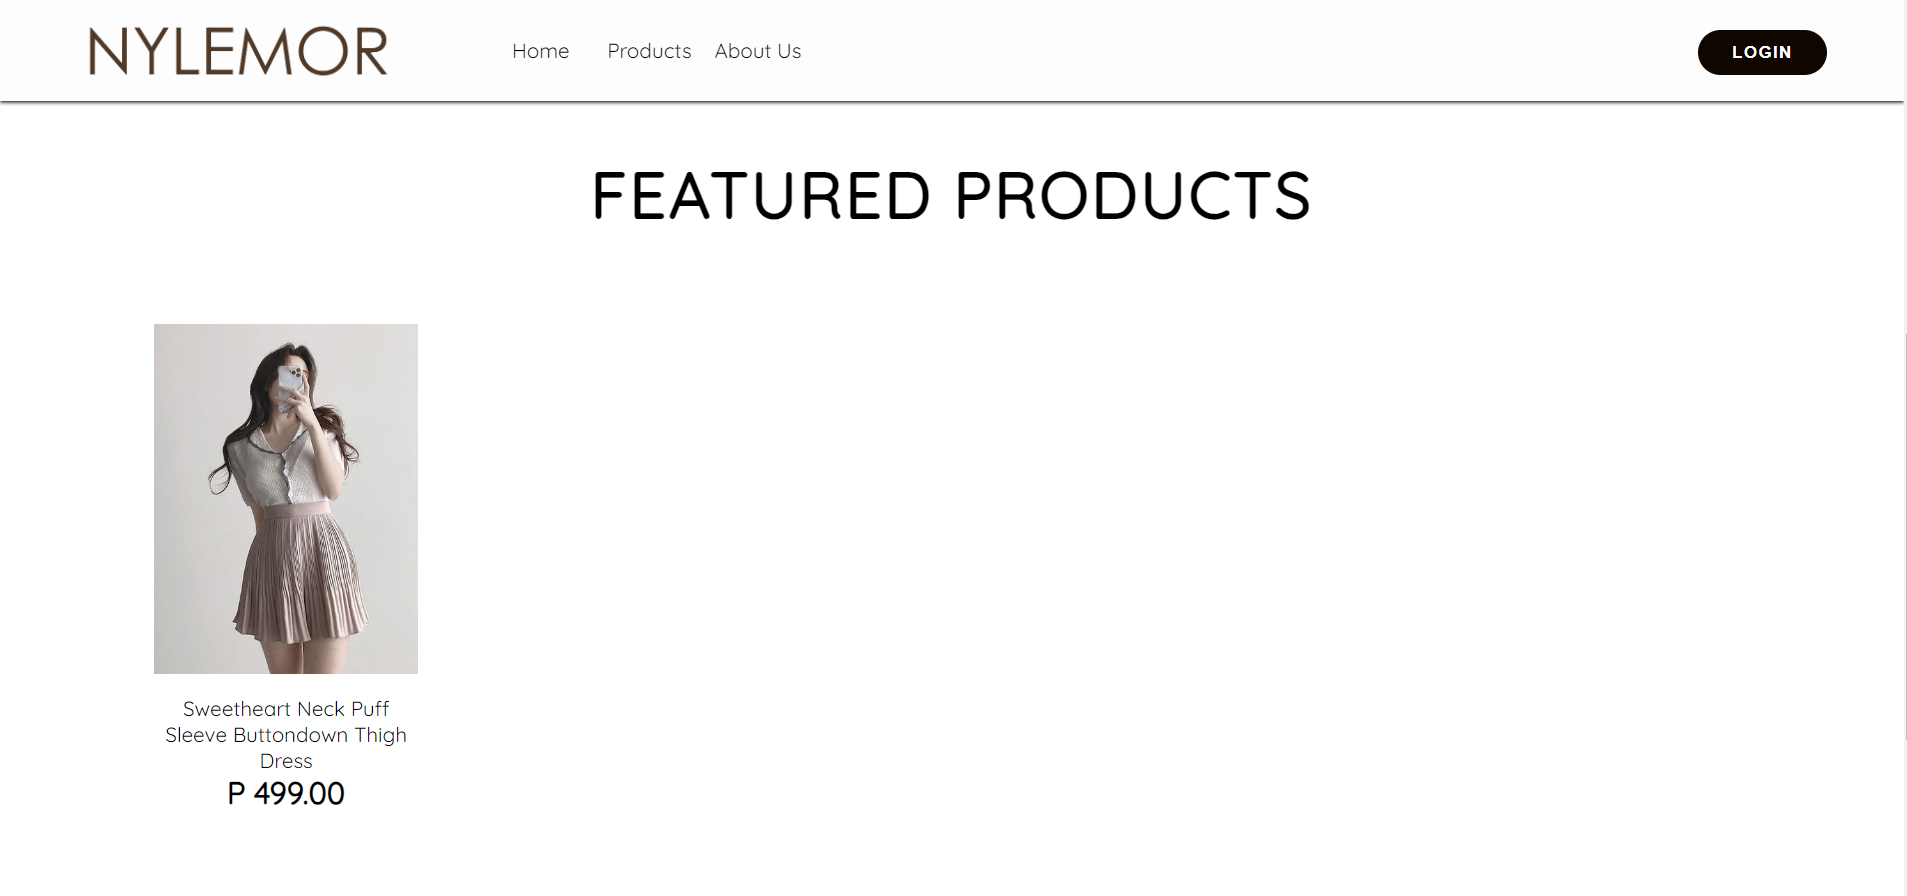 NYLEMOR
Home Products About Us
LOGIN
FEATURED PRODUCTS
Sweetheart Neck Puff
Sleeve Buttondown Thigh
Dress
P 499.00